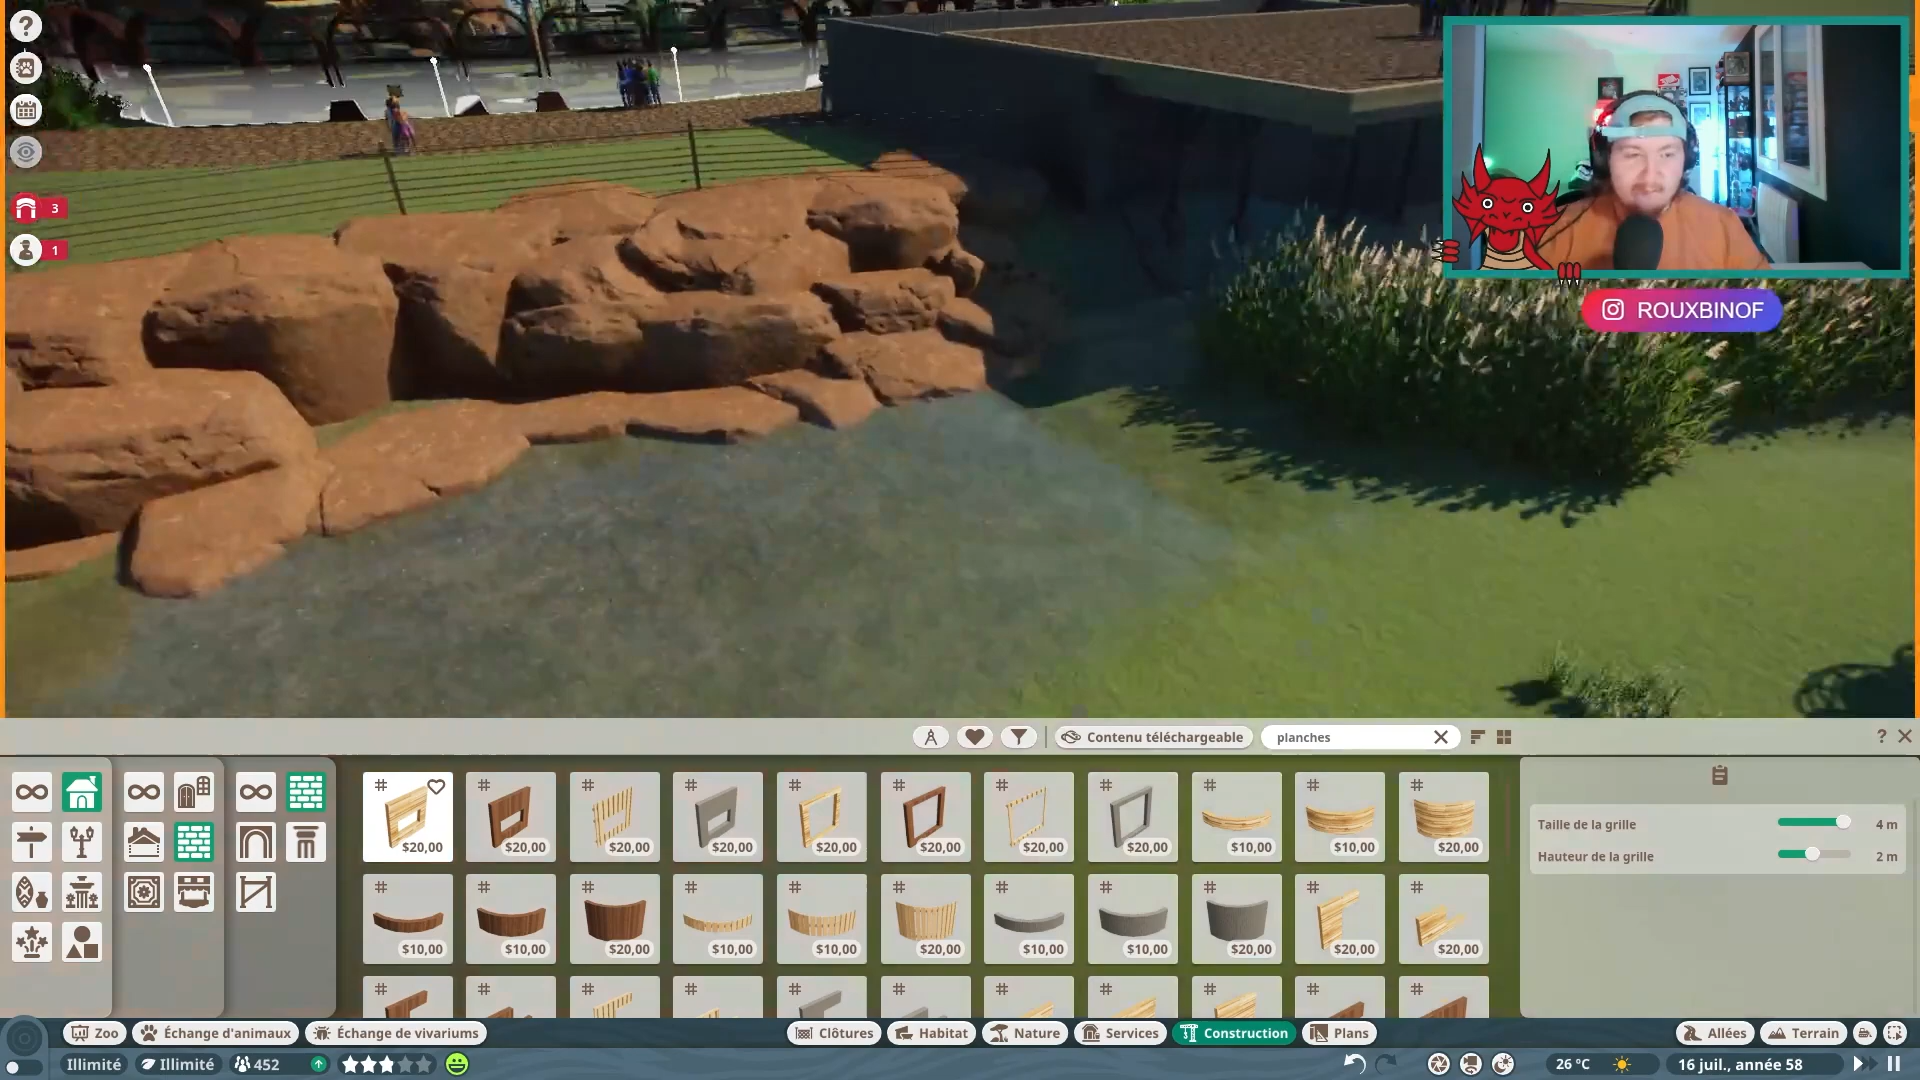 ?
3
1
ROUXBINOF
Contenu téléchargeable
planches
?
# $20,00
# $20,00
# $20,00
# $20,00
# $20,00
# $20,00
# $20,00
# $20,00
# $10,00
# $10,00
# $20,00
# $10,00
# $10,00
# $20,00
# $10,00
# $10,00
# $20,00
# $10,00
# $10,00
# $20,00
# $20,00
# $20,00
# # # # # # # # # # #
Taille de la grille 4 m
Hauteur de la grille 2 m
Zoo
Échange d'animaux
Échange de vivariums
Clôtures
Habitat
Nature
Services
Construction
Plans
Allées
Terrain
Illimité
Illimité
452
26 °C
16 juil., année 58